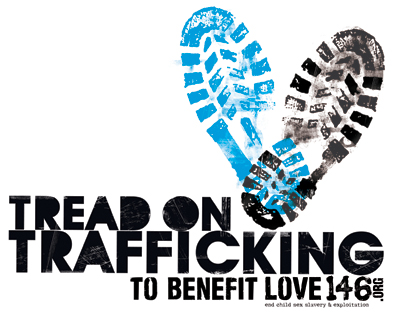 TREAD ON
TRAFFICKING
TO BENEFIT LOVE146.ORG
end child sex slavery & exploitation